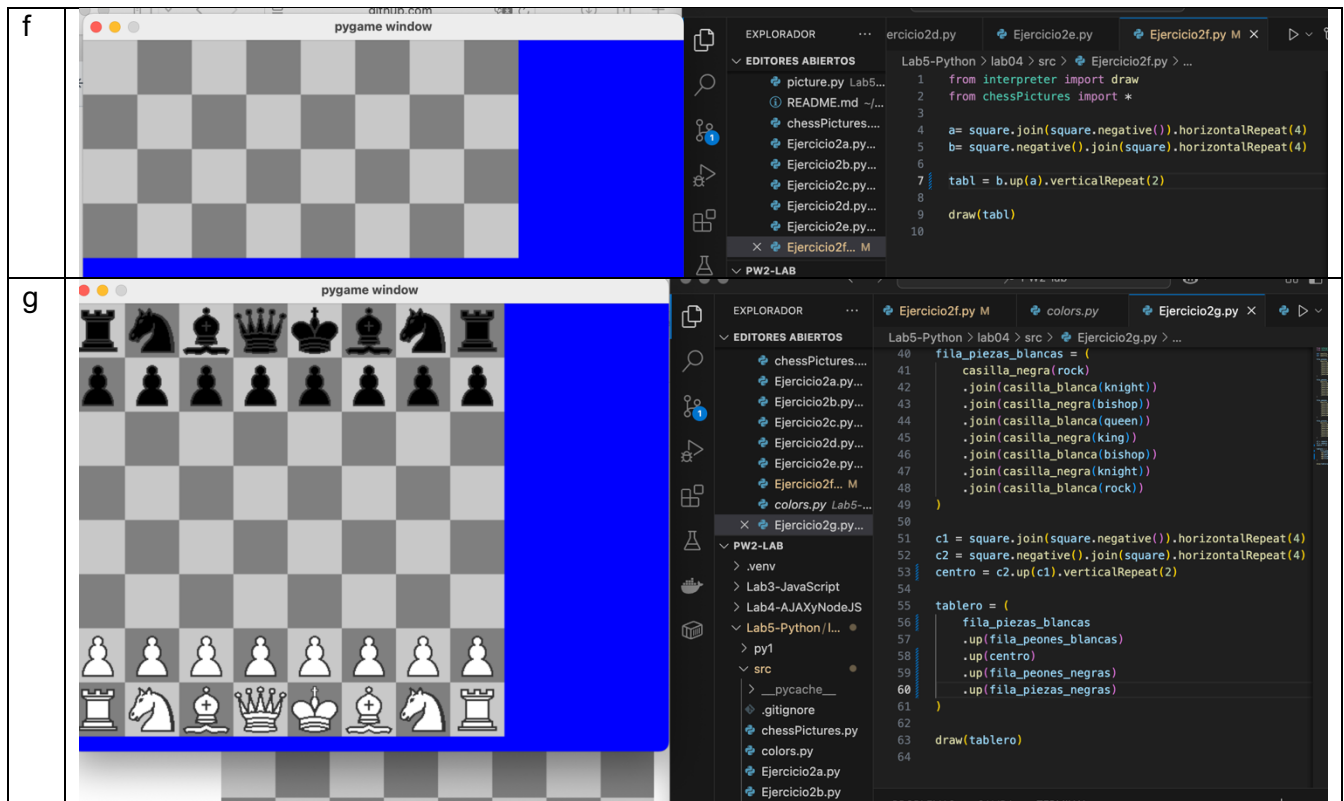 f
github.com
pygame window
EXPLORADOR ...
EDITORES ABIERTOS
picture.py Lab5...
README.md ~/...
chessPictures....
Ejercicio2a.py...
Ejercicio2b.py...
Ejercicio2c.py...
Ejercicio2d.py...
Ejercicio2e.py...
Ejercicio2f... M
PW2-LAB
1
ercicio2d.py Ejercicio2e.py Ejercicio2f.py M
Lab5-Python > lab04 > src > Ejercicio2f.py > ...
1 from interpreter import draw
2 from chessPictures import *
3
4 a= square.join(square.negative()).horizontalRepeat(4)
5 b= square.negative().join(square).horizontalRepeat(4)
6
7 tabl = b.up(a).verticalRepeat(2)
8
9 draw(tabl)
10
g
pygame window
EXPLORADOR ...
EDITORES ABIERTOS
chessPictures....
Ejercicio2a.py...
Ejercicio2b.py...
Ejercicio2c.py...
Ejercicio2d.py...
Ejercicio2e.py...
Ejercicio2f... M
colors.py Lab5-...
Ejercicio2g.py...
PW2-LAB
.venv
Lab3-JavaScript
Lab4-AJAXyNodeJS
Lab5-Python/l...
py1
src
__pycache__
.gitignore
chessPictures.py
colors.py
Ejercicio2a.py
Ejercicio2b.py
1
Ejercicio2f.py M colors.py Ejercicio2g.py
Lab5-Python > lab04 > src > Ejercicio2g.py > ...
40 fila_piezas_blancas = (
41 casilla_negra(rock)
42 .join(casilla_blanca(knight))
43 .join(casilla_negra(bishop))
44 .join(casilla_blanca(queen))
45 .join(casilla_negra(king))
46 .join(casilla_blanca(bishop))
47 .join(casilla_negra(knight))
48 .join(casilla_blanca(rock))
49 )
50
51 c1 = square.join(square.negative()).horizontalRepeat(4)
52 c2 = square.negative().join(square).horizontalRepeat(4)
53 centro = c2.up(c1).verticalRepeat(2)
54
55 tablero = (
56 fila_piezas_blancas
57 .up(fila_peones_blancas)
58 .up(centro)
59 .up(fila_peones_negras)
60 .up(fila_piezas_negras)
61 )
62
63 draw(tablero)
64